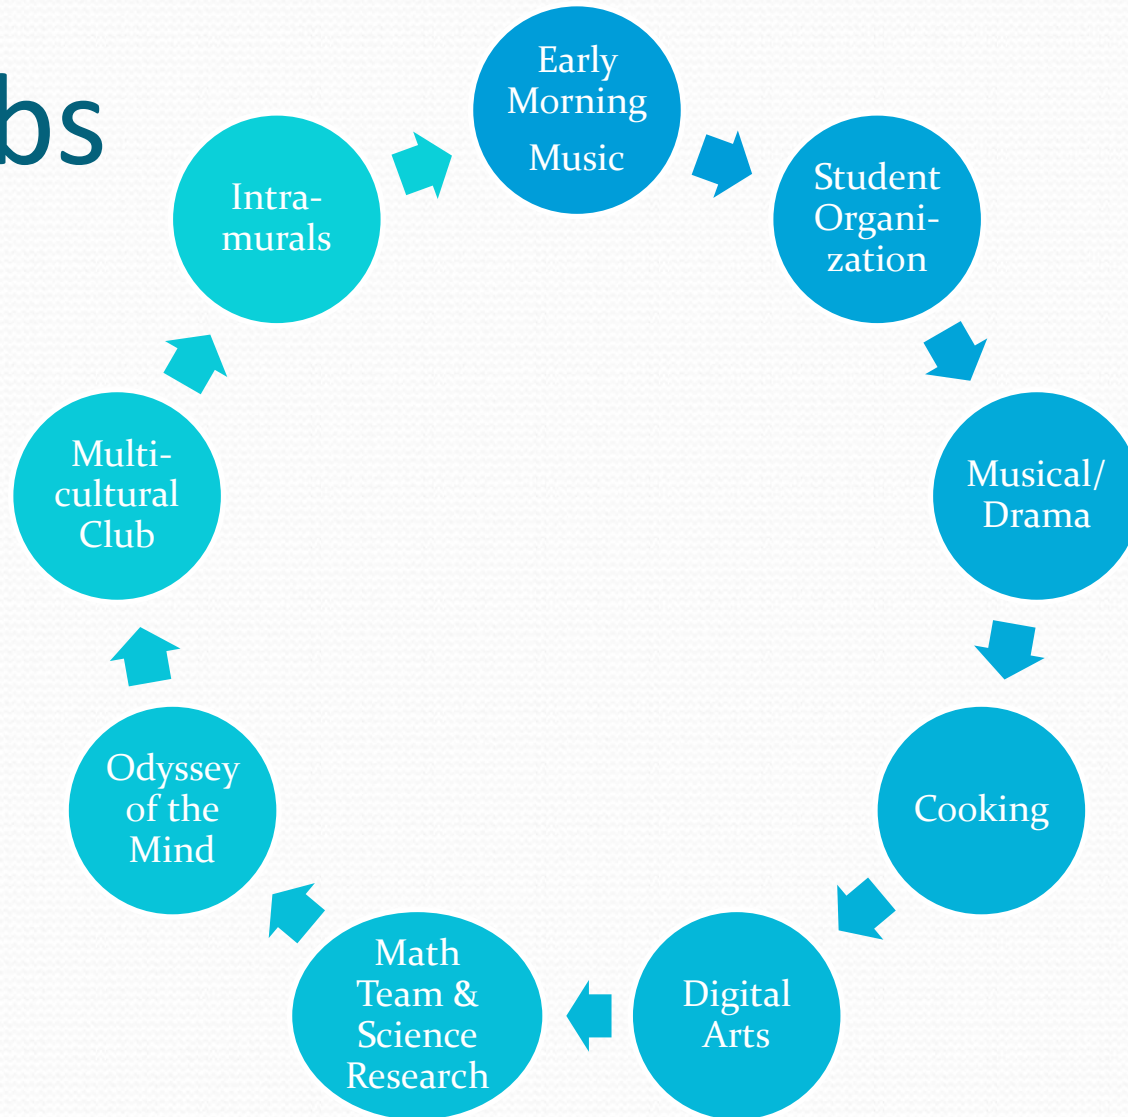 bs
Early
Morning
Music
Student
Organi-
zation
Musical/
Drama
Cooking
Digital
Arts
Math
Team &
Science
Research
Odyssey
of the
Mind
Multi-
cultural
Club
Intra-
murals